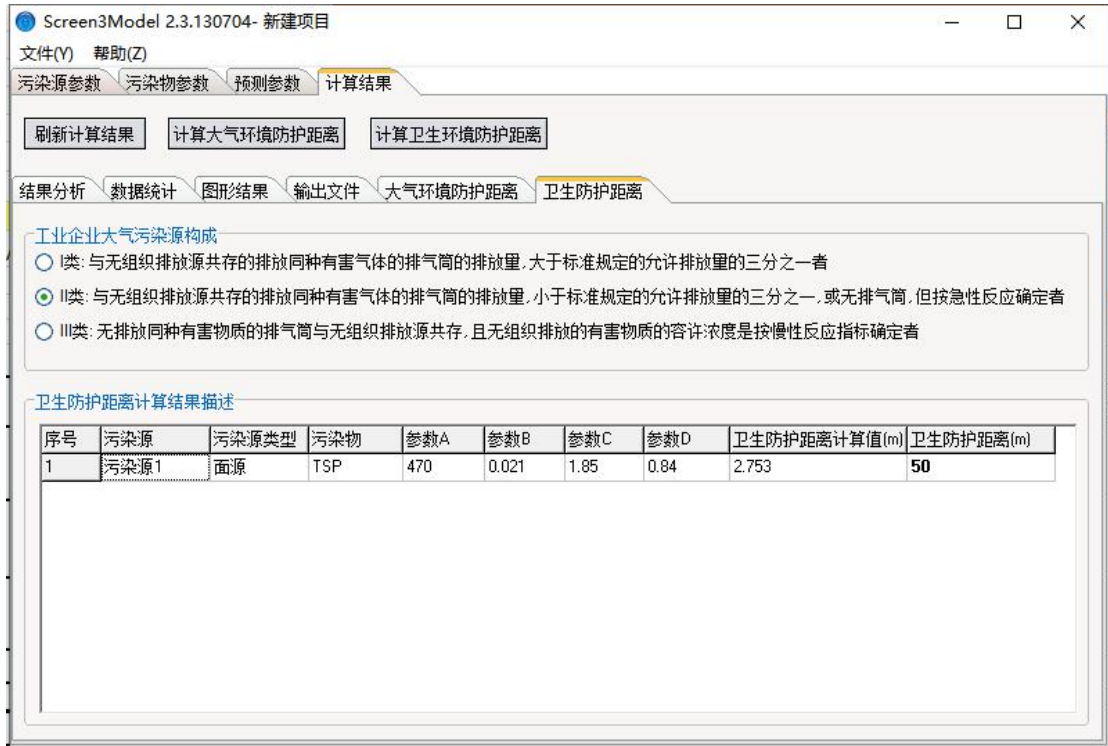 Screen3Model 2.3.130704- 新建项目
文件(Y) 帮助(Z)
污染源参数 污染物参数 预测参数 计算结果
刷新计算结果 计算大气环境防护距离 计算卫生环境防护距离
结果分析 数据统计 图形结果 输出文件 大气环境防护距离 卫生防护距离
工业企业大气污染源构成
I类: 与无组织排放源共存的排放同种有害气体的排气筒的排放量,大于标准规定的允许排放量的三分之一者
II类: 与无组织排放源共存的排放同种有害气体的排气筒的排放量,小于标准规定的允许排放量的三分之一,或无排气筒,但按急性反应确定者
III类: 无排放同种有害物质的排气筒与无组织排放源共存,且无组织排放的有害物质的容许浓度是按慢性反应指标确定者
卫生防护距离计算结果描述
序号 污染源 污染源类型 污染物 参数A 参数B 参数C 参数D 卫生防护距离计算值(m) 卫生防护距离(m)
1 污染源1 面源 TSP 470 0.021 1.85 0.84 2.753 50